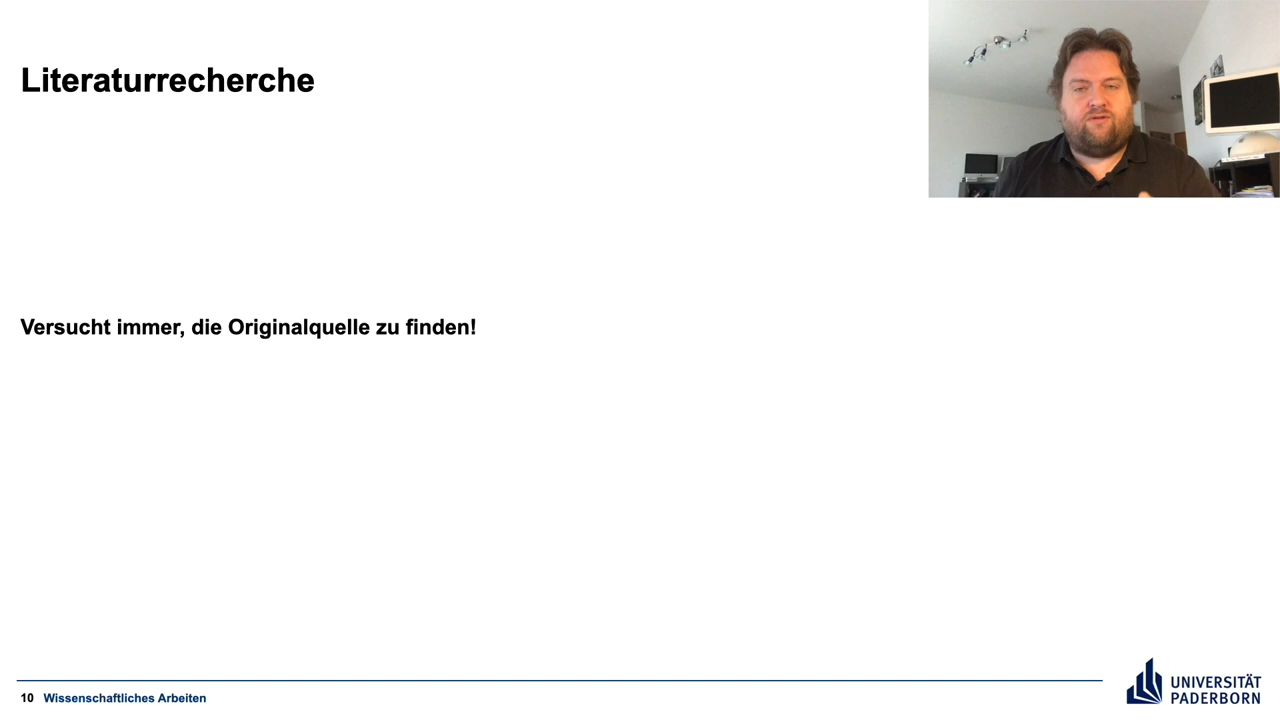 Literaturrecherche
Versucht immer, die Originalquelle zu finden!
10 Wissenschaftliches Arbeiten
UNIVERSITÄT
PADERBORN